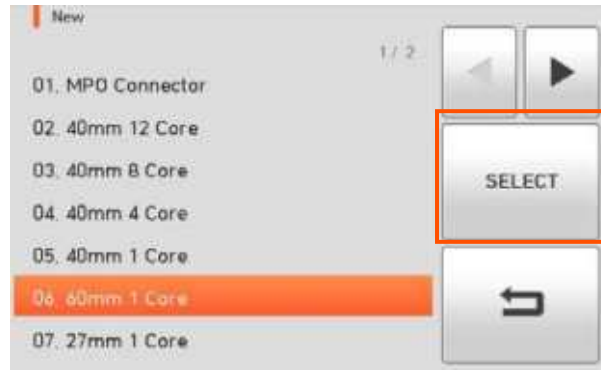 New
1 / 2
01. MPO Connector
02. 40mm 12 Core
03. 40mm 8 Core
04. 40mm 4 Core
05. 40mm 1 Core
06. 60mm 1 Core
07. 27mm 1 Core
SELECT